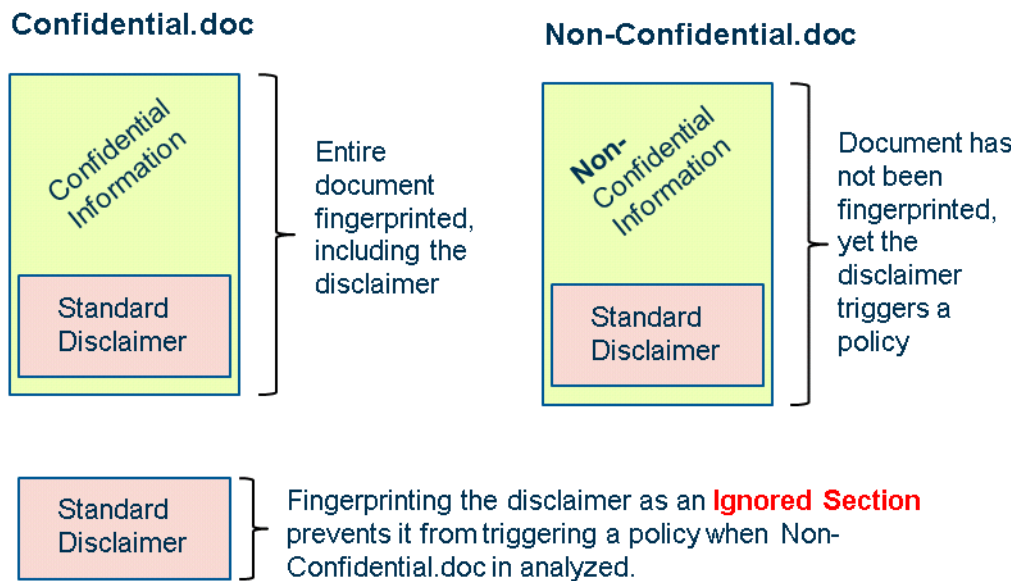 Confidential.doc
Confidential
Information
Standard
Disclaimer
Entire
document
fingerprinted,
including the
disclaimer
Non-Confidential.doc
Non-
Confidential
Information
Standard
Disclaimer
Document has
not been
fingerprinted,
yet the
disclaimer
triggers a
policy
Standard
Disclaimer
Fingerprinting the disclaimer as an Ignored Section
prevents it from triggering a policy when Non-
Confidential.doc in analyzed.